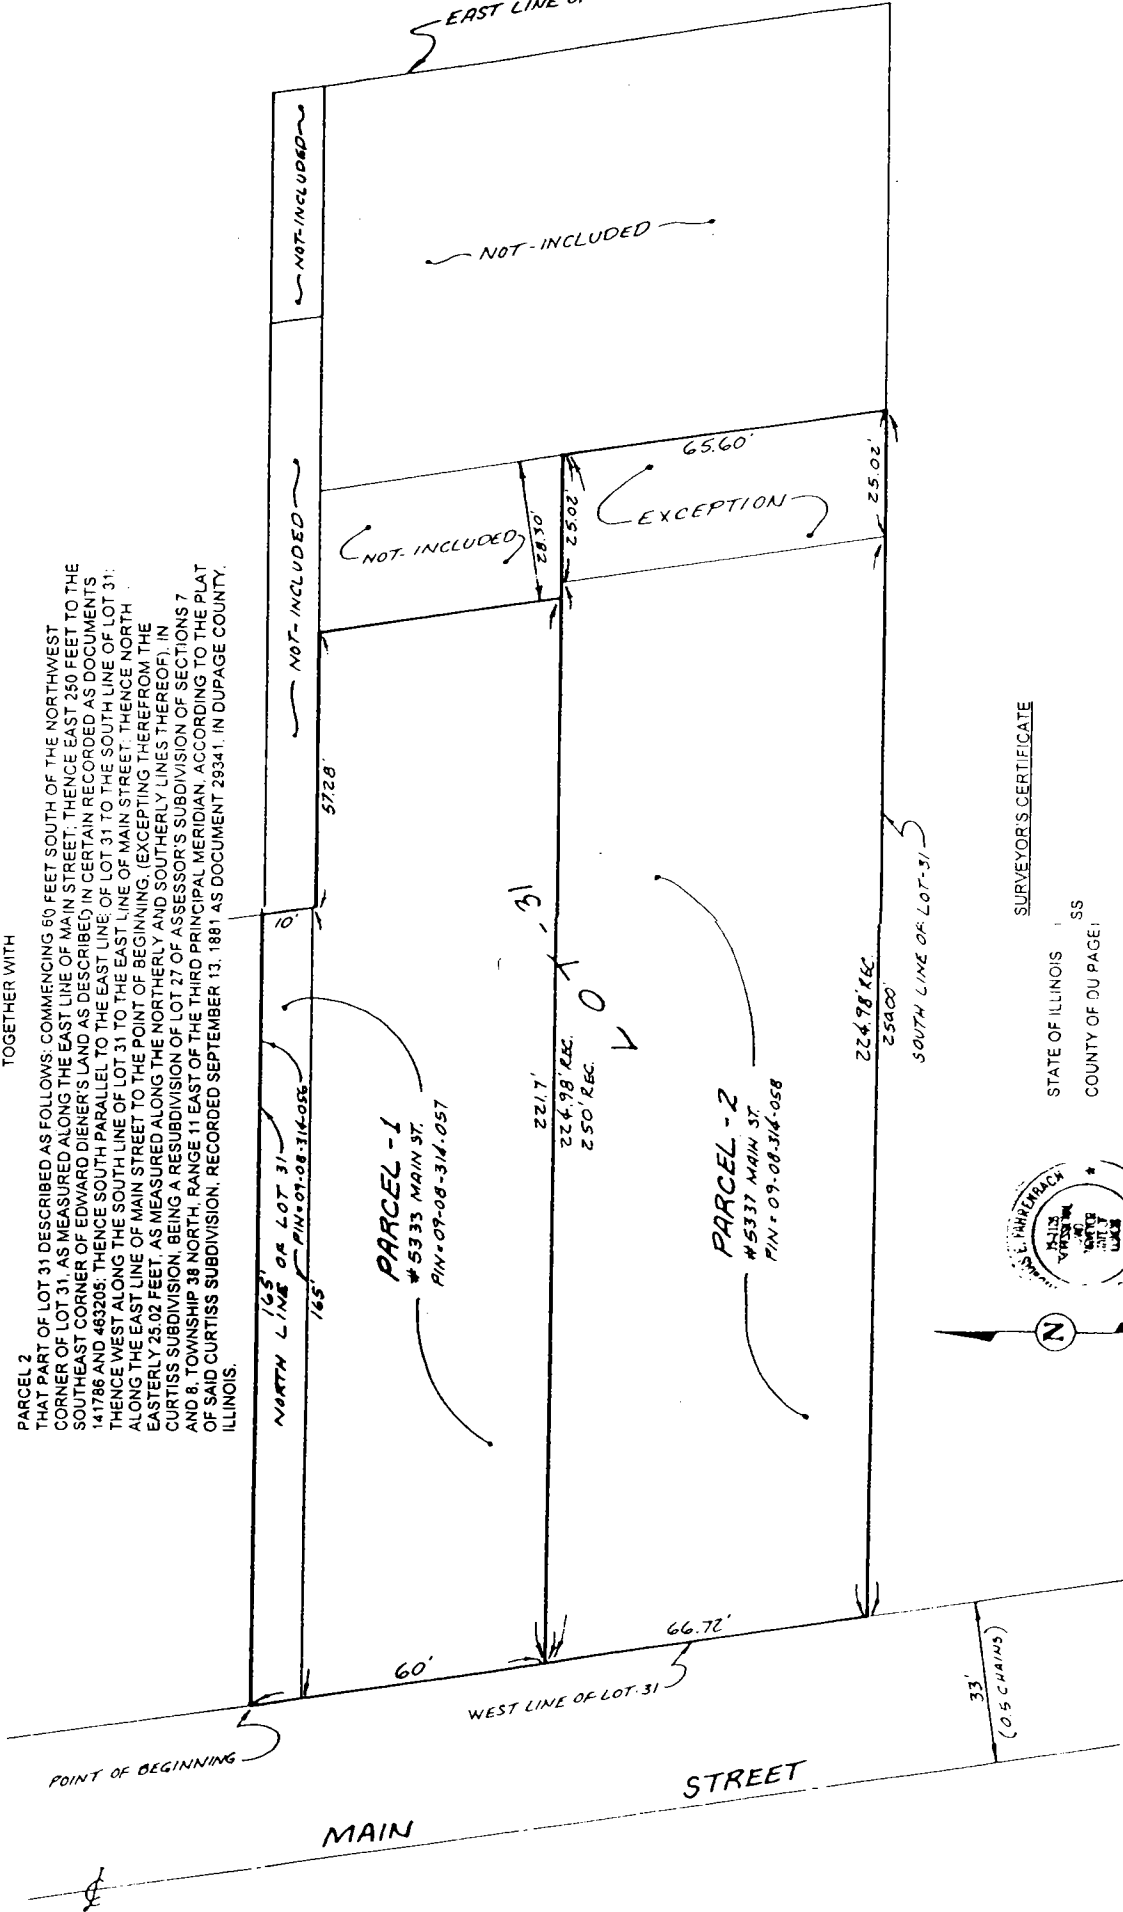 TOGETHER WITH
PARCEL 2
THAT PART OF LOT 31 DESCRIBED AS FOLLOWS: COMMENCING 60 FEET SOUTH OF THE NORTHWEST
CORNER OF LOT 31, AS MEASURED ALONG THE EAST LINE OF MAIN STREET; THENCE EAST 250 FEET TO THE
SOUTHEAST CORNER OF EDWARD DIENER'S LAND AS DESCRIBED IN CERTAIN RECORDED AS DOCUMENTS
141786 AND 463205; THENCE SOUTH PARALLEL TO THE EAST LINE OF LOT 31 TO THE SOUTH LINE OF LOT 31;
THENCE WEST ALONG THE SOUTH LINE OF LOT 31 TO THE EAST LINE OF MAIN STREET; THENCE NORTH
ALONG THE EAST LINE OF MAIN STREET TO THE POINT OF BEGINNING, (EXCEPTING THEREFROM THE
EASTERLY 25.02 FEET, AS MEASURED ALONG THE NORTHERLY AND SOUTHERLY LINES THEREOF), IN
CURTISS SUBDIVISION, BEING A RESUBDIVISION OF LOT 27 OF ASSESSOR'S SUBDIVISION OF SECTIONS 7
AND 8, TOWNSHIP 38 NORTH, RANGE 11 EAST OF THE THIRD PRINCIPAL MERIDIAN, ACCORDING TO THE PLAT
OF SAID CURTISS SUBDIVISION, RECORDED SEPTEMBER 13, 1881 AS DOCUMENT 29341, IN DUPAGE COUNTY,
ILLINOIS.
EAST LINE
NOT-INCLUDED
NOT-INCLUDED
NOT-INCLUDED
NOT-INCLUDED
EXCEPTION
65.60'
28.30'
25.02'
25.02'
57.28'
10'
165'
NORTH LINE OF LOT 31
PIN=09-08-314-056
165'
PARCEL - 1
#5333 MAIN ST.
PIN=09-08-314-057
221.7'
224.98' REC.
250' REC.
LOT - 31
PARCEL - 2
#5337 MAIN ST.
PIN=09-08-314-058
224.98' REC.
250.00'
SOUTH LINE OF LOT-31
60'
66.72'
WEST LINE OF LOT-31
POINT OF BEGINNING
33'
(0.5 CHAINS)
MAIN STREET
SURVEYOR'S CERTIFICATE
STATE OF ILLINOIS
SS
COUNTY OF DU PAGE
E. FAHRENBACH
N